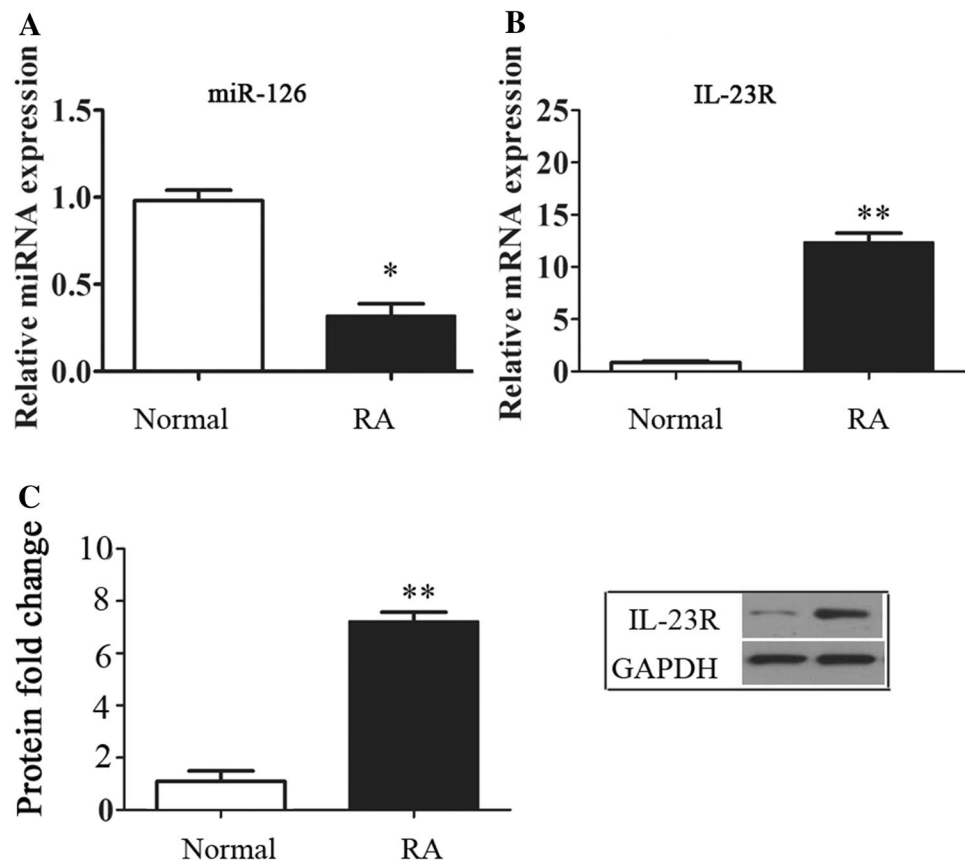 A
miR-126
Relative miRNA expression
1.5
1.0
0.5
0.0
*
Normal RA
B
IL-23R
Relative mRNA expression
25
20
15
10
5
0
**
Normal RA
C
Protein fold change
10
8
6
4
2
0
**
Normal RA
IL-23R
GAPDH